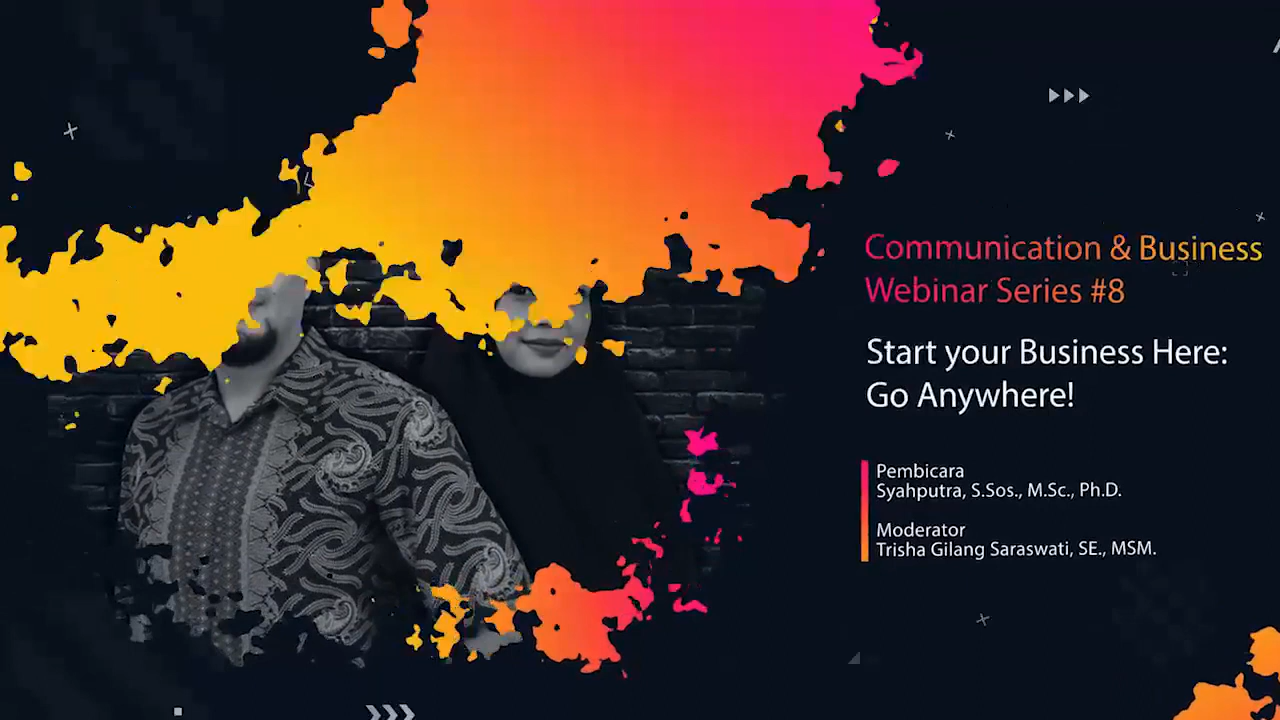 Communication & Business
Webinar Series #8
Start your Business Here:
Go Anywhere!
Pembicara
Syahputra, S.Sos., M.Sc., Ph.D.
Moderator
Trisha Gilang Saraswati, SE., MSM.